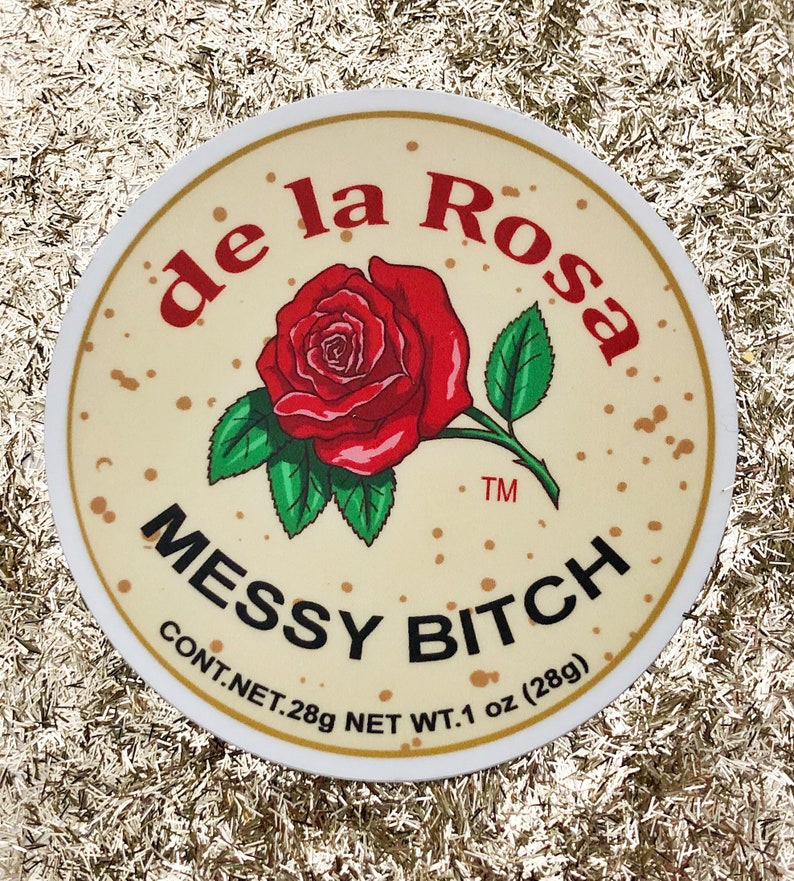 de la Rosa
TM
MESSY BITCH
CONT.NET.28g NET WT.1 oz (28g)